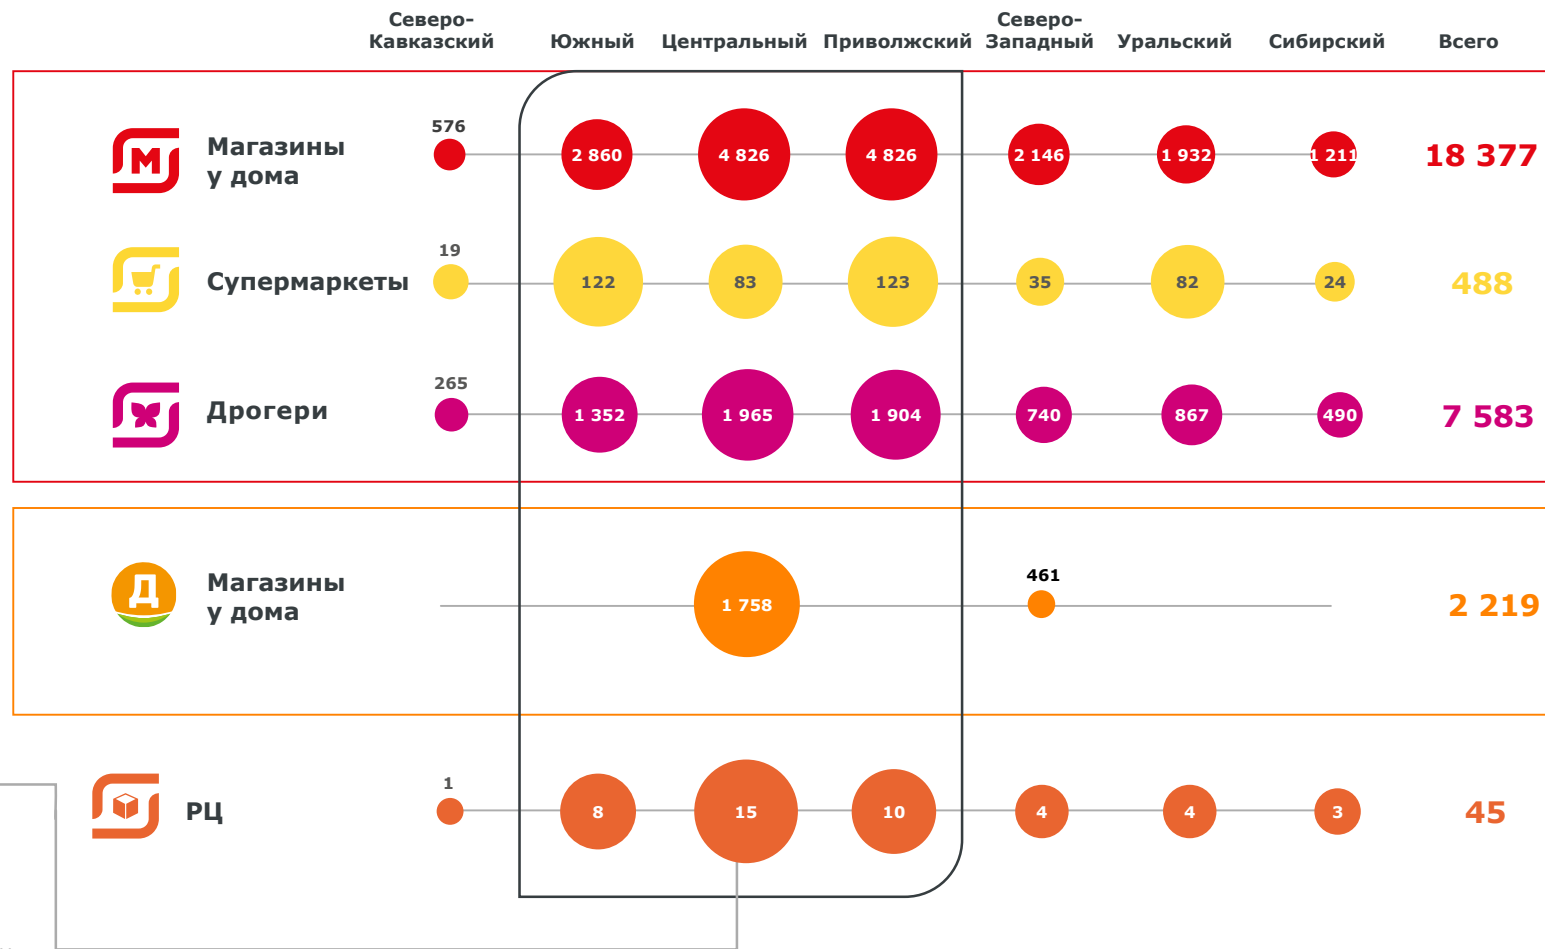 Северо-
Кавказский
Южный
Центральный
Приволжский
Северо-
Западный
Уральский
Сибирский
Всего
М
Магазины
у дома
576
2 860
4 826
4 826
2 146
1 932
1 211
18 377
Супермаркеты
19
122
83
123
35
82
24
488
Дрогери
265
1 352
1 965
1 904
740
867
490
7 583
Д
Магазины
у дома
1 758
461
2 219
РЦ
1
8
15
10
4
4
3
45